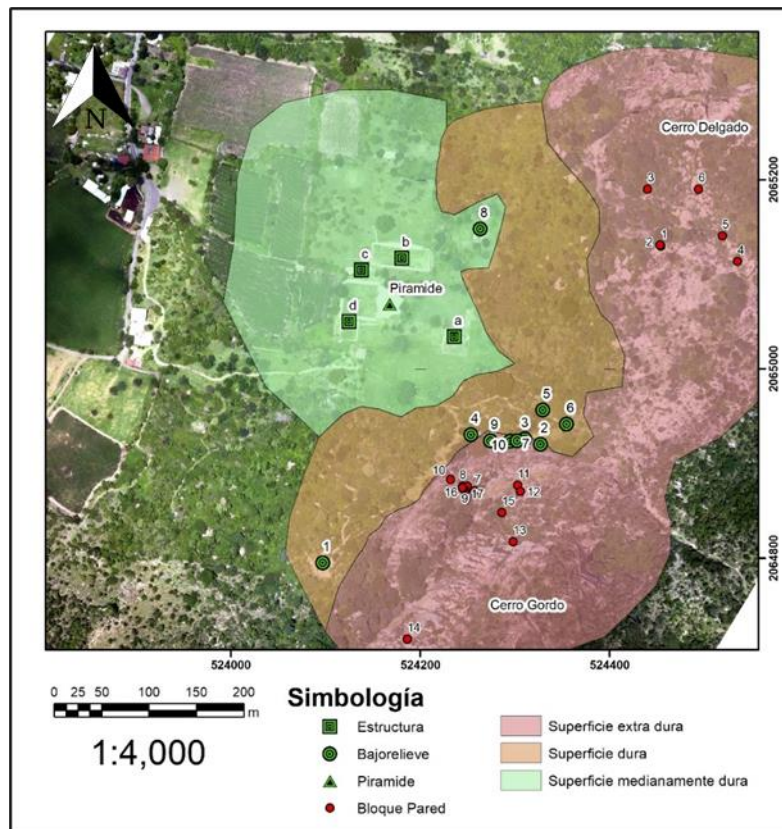 N
Cerro Delgado
3
6
8
1
5
2
4
b
c
Piramide
d
a
2065200
2065000
2064800
5
6
4
9
3
2
10
7
10
8
7
11
16
9
17
12
15
13
1
Cerro Gordo
14
524000
524200
524400
0 25 50 100 150 200
m
1:4,000
Simbología
Estructura
Bajorelieve
Piramide
Bloque Pared
Superficie extra dura
Superficie dura
Superficie medianamente dura